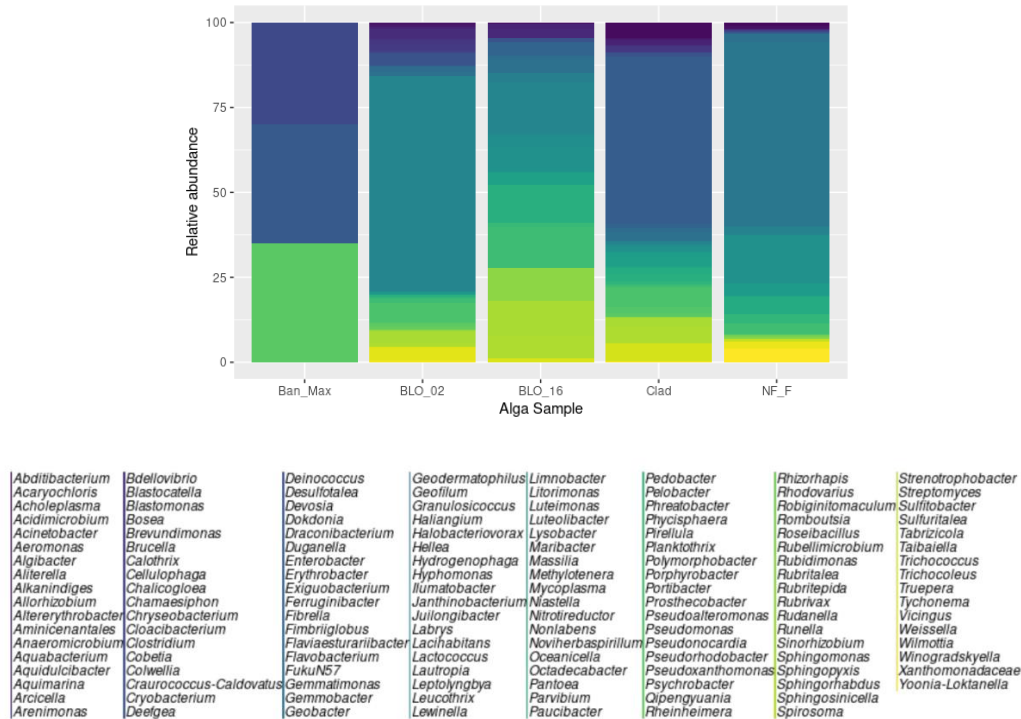 100
75
50
25
0
Relative abundance
Ban_Max BLO_02 BLO_16 Clad NF_F
Alga Sample
Abditibacterium Bdellovibrio Deinococcus Geodermatophilus Limnobacter Pedobacter Rhizorhapis Strenotrophobacter
Acaryochloris Blastocatella Desulfotalea Geofilum Litorimonas Pelobacter Rhodovarius Streptomyces
Acholeplasma Blastomonas Devosia Granulosicoccus Luteimonas Phreatobacter Robiginitomaculum Sulfitobacter
Acidimicrobium Bosea Dokdonia Haliangium Luteolibacter Phycisphaera Romboutsia Sulfuritalea
Acinetobacter Brevundimonas Draconibacterium Halobacteriovorax Lysobacter Pirellula Roseibacillus Tabrizicola
Aeromonas Brucella Duganella Hellea Maribacter Planktothrix Rubellimicrobium Taibaiella
Algibacter Calothrix Enterobacter Hydrogenophaga Massilia Polymorphobacter Rubidimonas Trichococcus
Aliterella Cellulophaga Erythrobacter Hyphomonas Methylotenera Porphyrobacter Rubritalea Trichocoleus
Alkanindiges Chalicogloea Exiguobacterium Ilumatobacter Mycoplasma Portibacter Rubritepida Truepera
Allorhizobium Chamaesiphon Ferruginibacter Janthinobacterium Niastella Prosthecobacter Rubrivax Tychonema
Altererythrobacter Chryseobacterium Fibrella Juilongibacter Nitrotireductor Pseudoalteromonas Rudanella Vicingus
Aminicenantales Cloacibacterium Fimbriiglobus Labrys Nonlabens Pseudomonas Runella Weissella
Anaeromicrobium Clostridium Flaviaesturariibacter Lacihabitans Noviherbaspirillum Pseudonocardia Sinorhizobium Wilmottia
Aquabacterium Cobetia Flavobacterium Lactococcus Oceanicella Pseudorhodobacter Sphingomonas Winogradskyella
Aquidulcibacter Colwellia FukuN57 Lautropia Octadecabacter Pseudoxanthomonas Sphingopyxis Xanthomonadaceae
Aquimarina Craurococcus-Caldovatus Gemmatimonas Leptolyngbya Pantoea Psychrobacter Sphingorhabdus Yoonia-Loktanella
Arcicella Cryobacterium Gemmobacter Leucothrix Parvibium Qipengyuania Sphingosinicella
Arenimonas Deefgea Geobacter Lewinella Paucibacter Rheinheimera Spirosoma